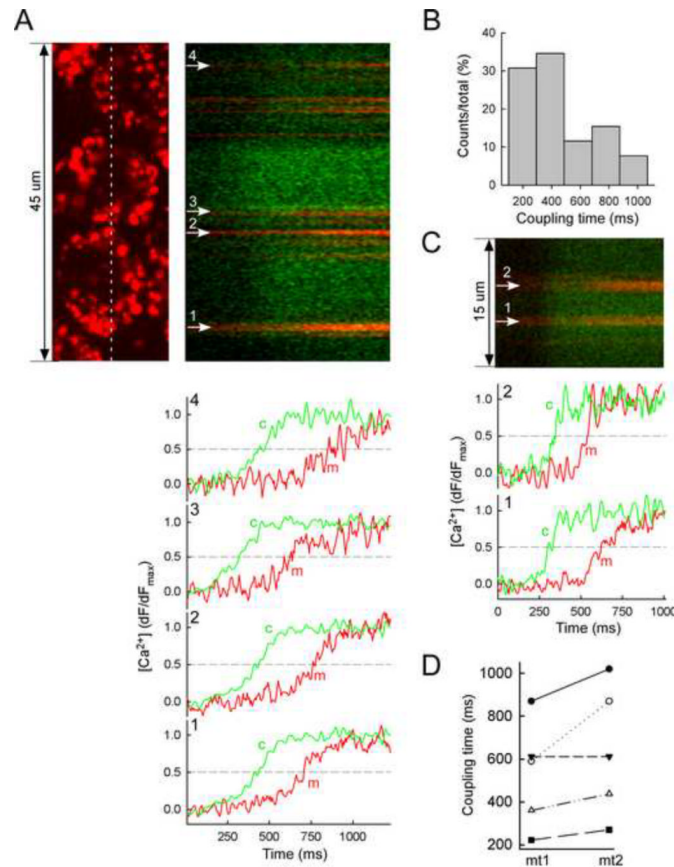 A
45 um
4
3
2
1
B
Counts/total (%)
40
30
20
10
0
200 400 600 800 1000
Coupling time (ms)
C
15 um
2
1
[Ca²⁺] (dF/dFmax)
4
1.0
0.5
0.0
c
m
3
1.0
0.5
0.0
c
m
2
1.0
0.5
0.0
c
m
1
1.0
0.5
0.0
c
m
250 500 750 1000
Time (ms)
[Ca²⁺] (dF/dFmax)
2
1.0
0.5
0.0
c
m
1
1.0
0.5
0.0
c
m
0 250 500 750 1000
Time (ms)
D
Coupling time (ms)
1000
800
600
400
200
mt1 mt2